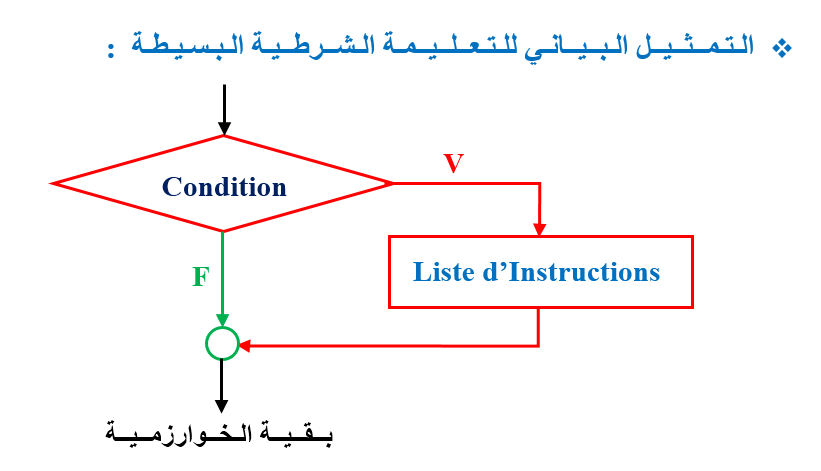 ❖ التمثيل البياني للتعليمة الشرطية البسيطة :
V
Condition
Liste d’Instructions
F
بقية الخوارزمية